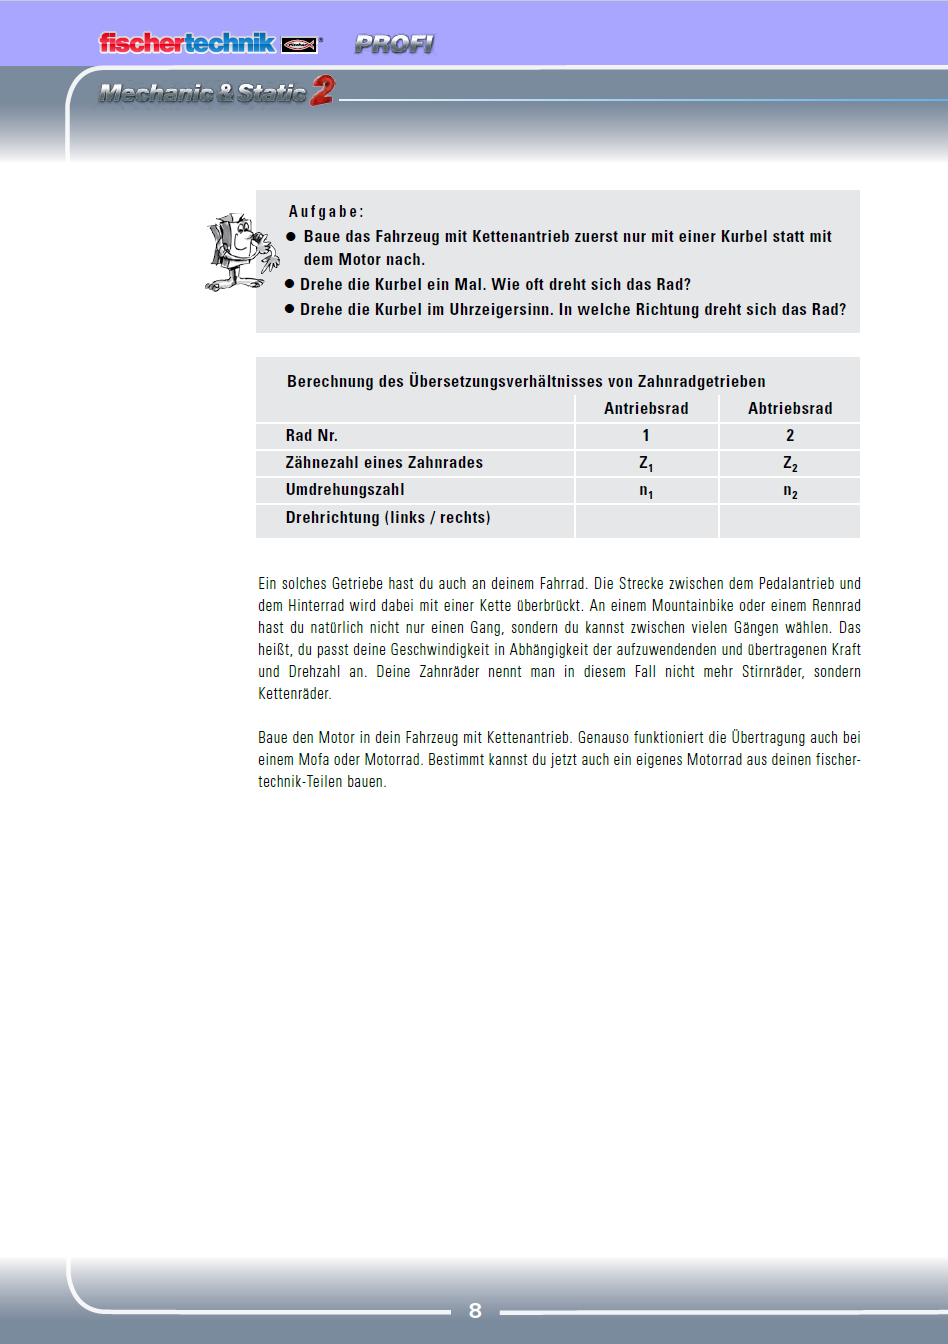 fischertechnik ® PROFI
Mechanic & Static 2
Aufgabe:
● Baue das Fahrzeug mit Kettenantrieb zuerst nur mit einer Kurbel statt mit
dem Motor nach.
● Drehe die Kurbel ein Mal. Wie oft dreht sich das Rad?
● Drehe die Kurbel im Uhrzeigersinn. In welche Richtung dreht sich das Rad?
Berechnung des Übersetzungsverhältnisses von Zahnradgetrieben
Antriebsrad Abtriebsrad
Rad Nr. 1 2
Zähnezahl eines Zahnrades Z₁ Z₂
Umdrehungszahl n₁ n₂
Drehrichtung (links / rechts)
Ein solches Getriebe hast du auch an deinem Fahrrad. Die Strecke zwischen dem Pedalantrieb und
dem Hinterrad wird dabei mit einer Kette überbrückt. An einem Mountainbike oder einem Rennrad
hast du natürlich nicht nur einen Gang, sondern du kannst zwischen vielen Gängen wählen. Das
heißt, du passt deine Geschwindigkeit in Abhängigkeit der aufzuwendenden und übertragenen Kraft
und Drehzahl an. Deine Zahnräder nennt man in diesem Fall nicht mehr Stirnräder, sondern
Kettenräder.
Baue den Motor in dein Fahrzeug mit Kettenantrieb. Genauso funktioniert die Übertragung auch bei
einem Mofa oder Motorrad. Bestimmt kannst du jetzt auch ein eigenes Motorrad aus deinen fischer-
technik-Teilen bauen.
8